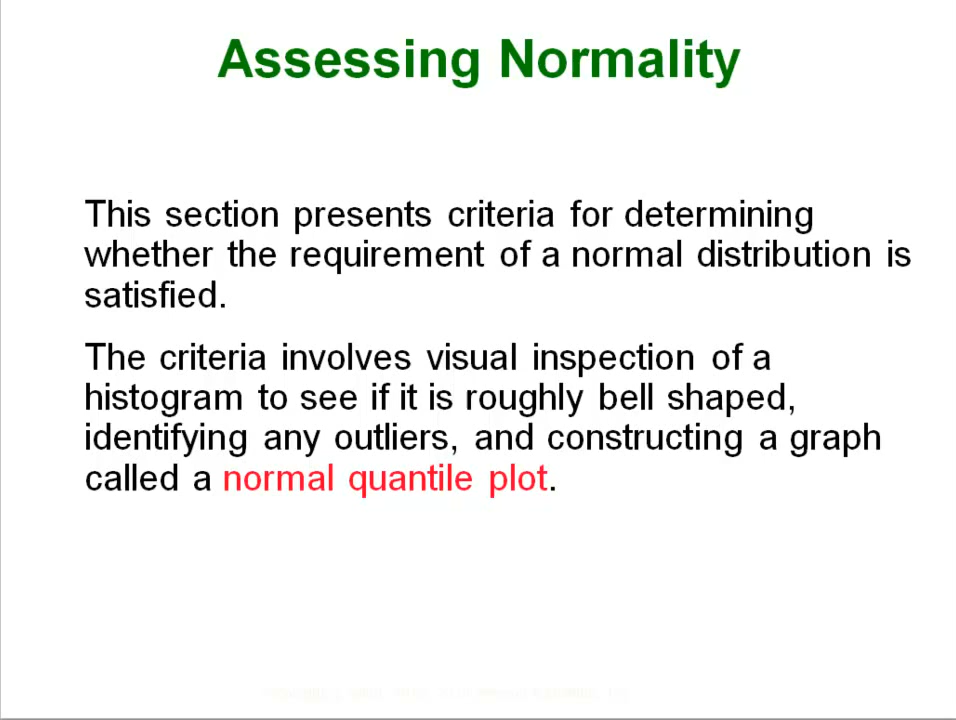 Assessing Normality
This section presents criteria for determining
whether the requirement of a normal distribution is
satisfied.
The criteria involves visual inspection of a
histogram to see if it is roughly bell shaped,
identifying any outliers, and constructing a graph
called a normal quantile plot.